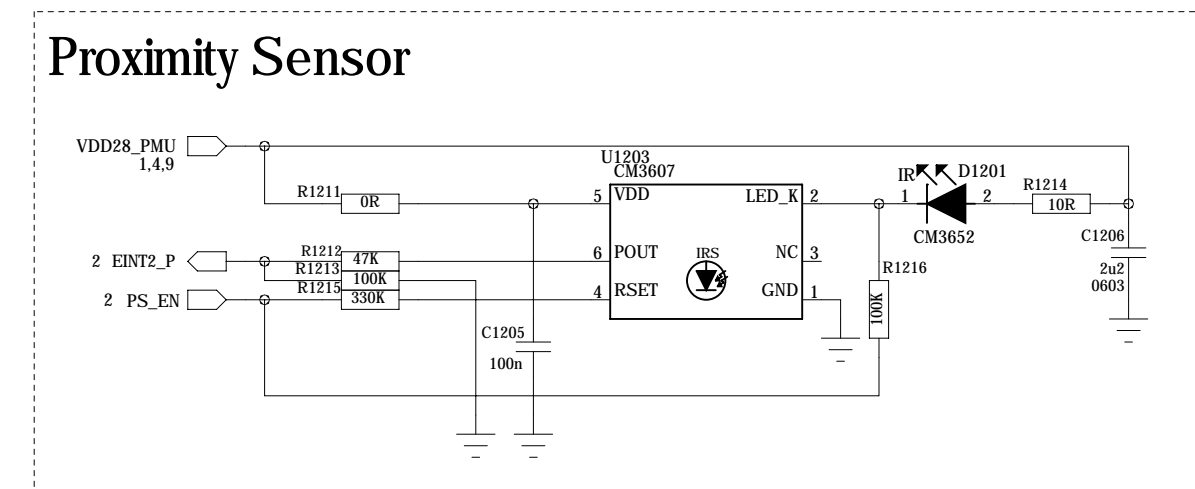 Proximity Sensor
VDD28_PMU
1,4,9
U1203
CM3607
R1211
0R
5
VDD
LED_K
2
IR
D1201
1
2
CM3652
R1214
10R
C1206
2u2
0603
2 EINT2_P
R1212
47K
6
POUT
IRS
NC
3
R1213
100K
2 PS_EN
R1215
330K
4
RSET
GND
1
R1216
100K
C1205
100n